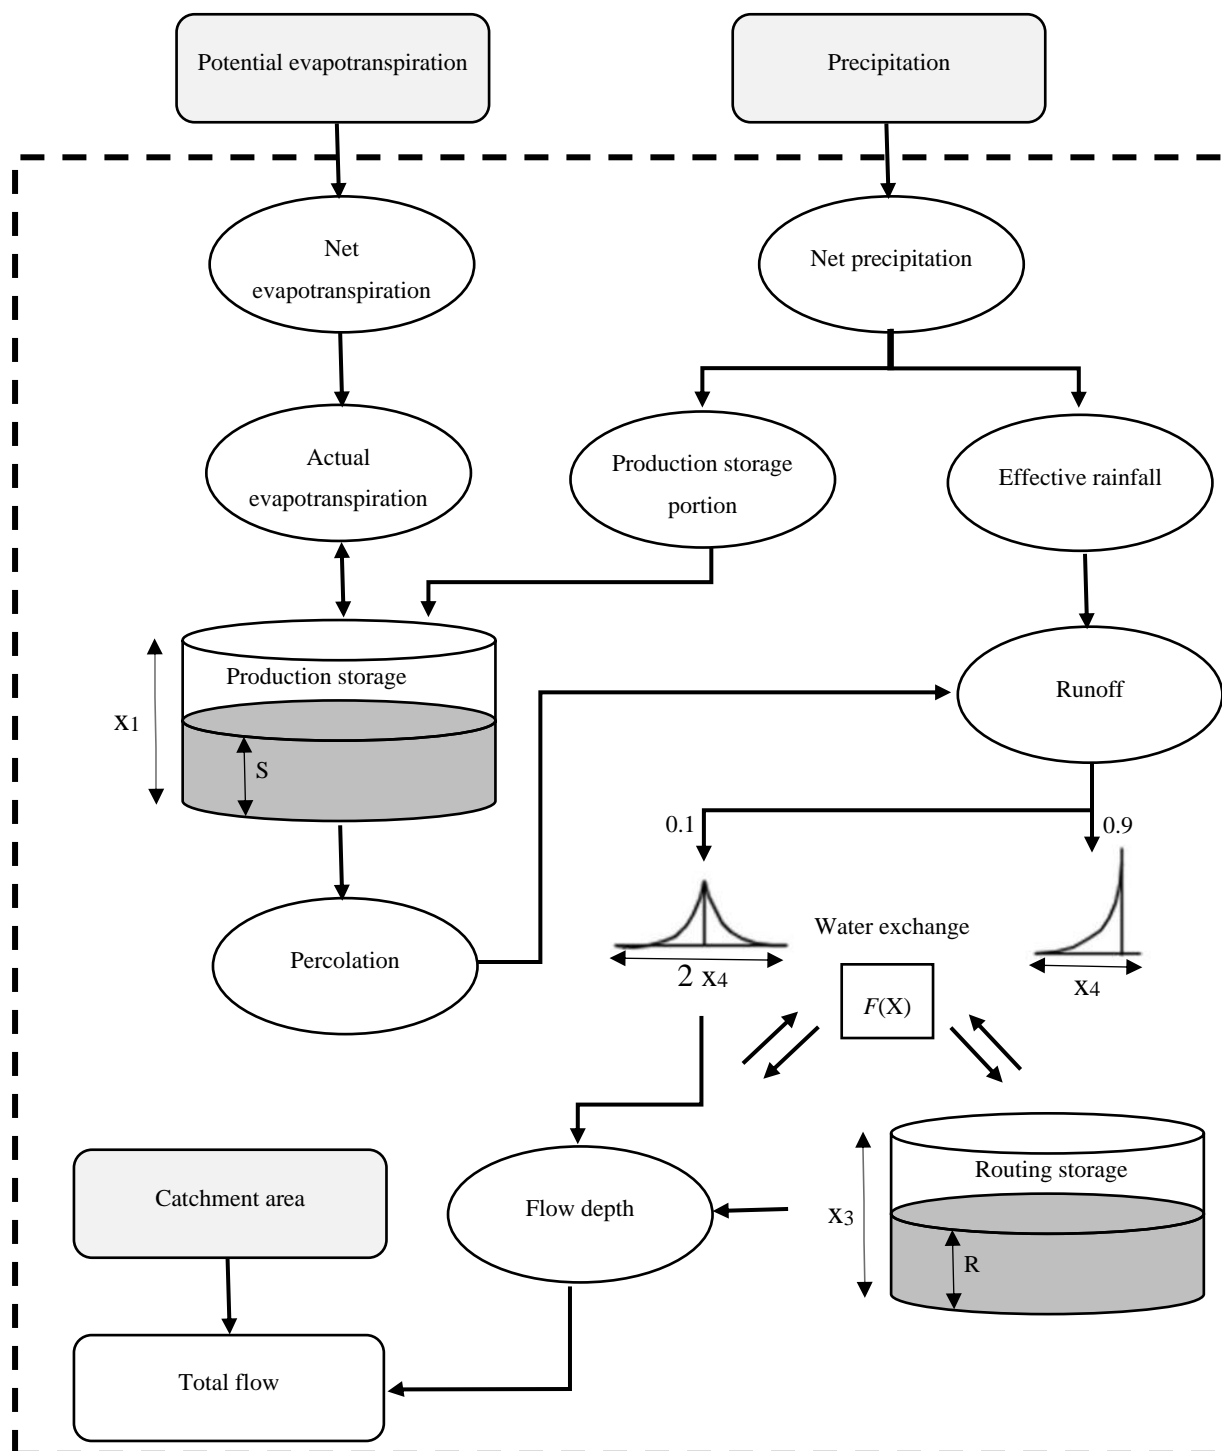 Potential evapotranspiration
Precipitation
Net
evapotranspiration
Net precipitation
Actual
evapotranspiration
Production storage
portion
Effective rainfall
Production storage
x1
S
Runoff
0.1
0.9
Percolation
Water exchange
2 x4
x4
F(X)
Catchment area
Flow depth
Routing storage
x3
R
Total flow